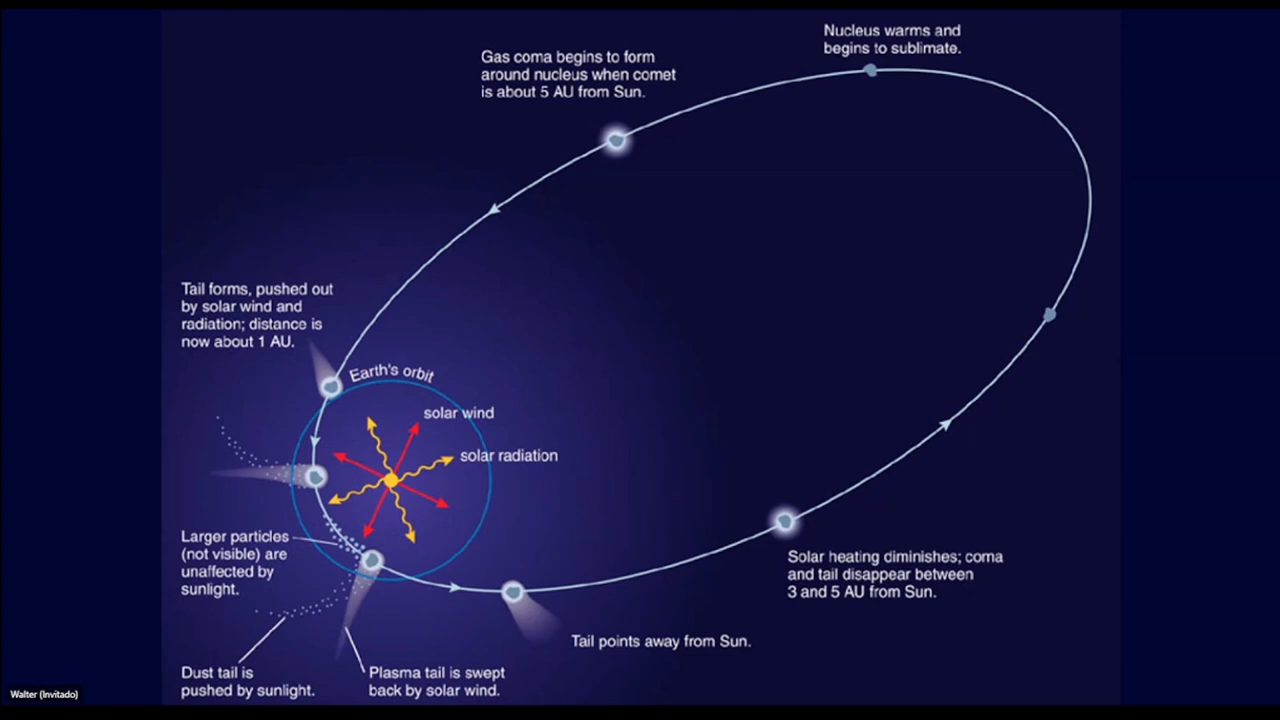 Nucleus warms and
begins to sublimate.
Gas coma begins to form
around nucleus when comet
is about 5 AU from Sun.
Tail forms, pushed out
by solar wind and
radiation; distance is
now about 1 AU.
Earth's orbit
solar wind
solar radiation
Larger particles
(not visible) are
unaffected by
sunlight.
Solar heating diminishes; coma
and tail disappear between
3 and 5 AU from Sun.
Tail points away from Sun.
Dust tail is
pushed by sunlight.
Plasma tail is swept
back by solar wind.
Walter (Invitado)